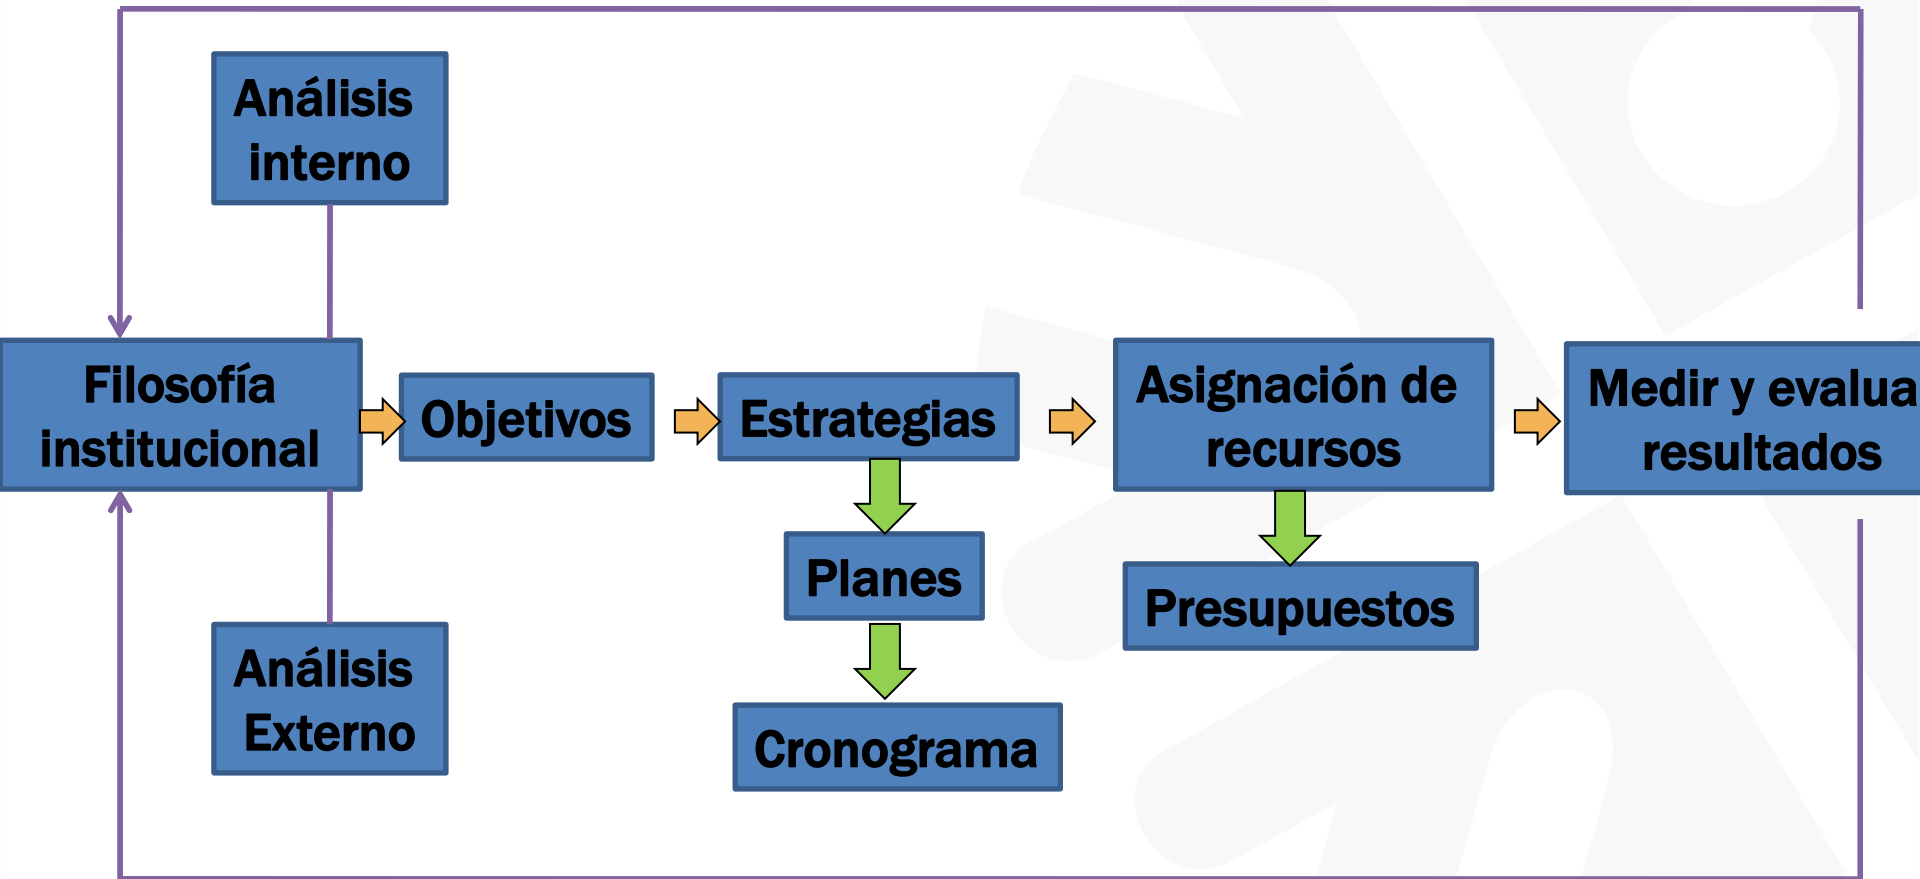 Análisis
interno
Filosofía
institucional
Objetivos
Estrategias
Asignación de
recursos
Medir y evalua
resultados
Planes
Presupuestos
Análisis
Externo
Cronograma